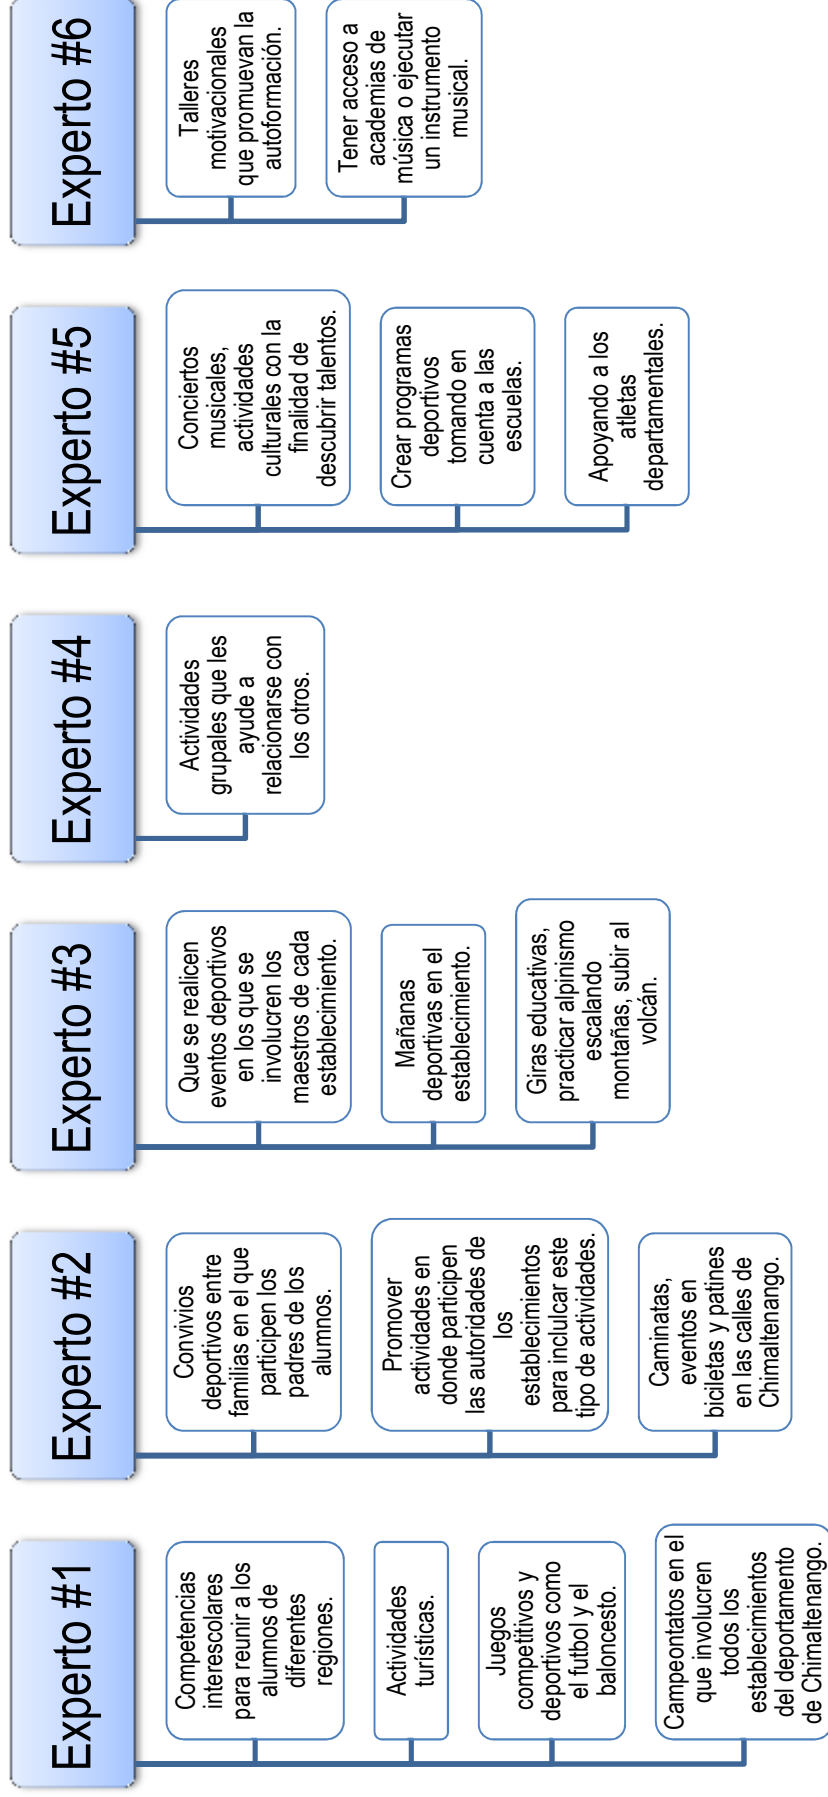 Experto #1
Competencias
interescolares
para reunir a los
alumnos de
diferentes
regiones.
Actividades
turísticas.
Juegos
competitivos y
deportivos como
el futbol y el
baloncesto.
Campeontatos en el
que involucren
todos los
establecimientos
del deportamento
de Chimaltenango.
Experto #2
Convivios
deportivos entre
familias en el que
participen los
padres de los
alumnos.
Promover
actividades en
donde participen
las autoridades de
los
establecimientos
para inclulcar este
tipo de actividades.
Caminatas,
eventos en
biciletas y patines
en las calles de
Chimaltenango.
Experto #3
Que se realicen
eventos deportivos
en los que se
involucren los
maestros de cada
establecimiento.
Mañanas
deportivas en el
establecimiento.
Giras educativas,
practicar alpinismo
escalando
montañas, subir al
volcán.
Experto #4
Actividades
grupales que les
ayude a
relacionarse con
los otros.
Experto #5
Conciertos
musicales,
actividades
culturales con la
finalidad de
descubrir talentos.
Crear programas
deportivos
tomando en
cuenta a las
escuelas.
Apoyando a los
atletas
departamentales.
Experto #6
Talleres
motivacionales
que promuevan la
autoformación.
Tener acceso a
academias de
música o ejecutar
un instrumento
musical.